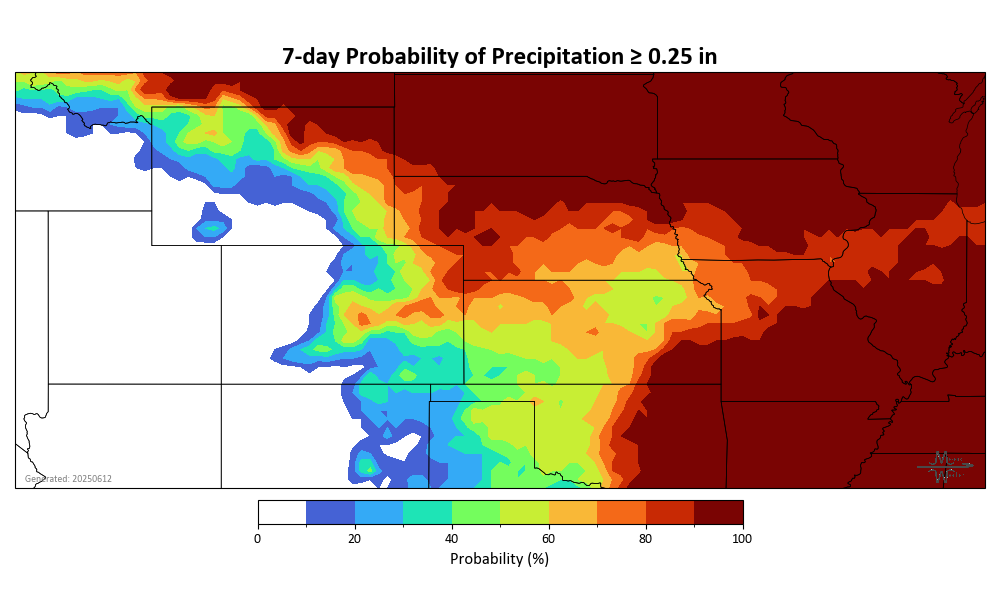 7-day Probability of Precipitation ≥ 0.25 in
Generated: 20250612
0 20 40 60 80 100
Probability (%)